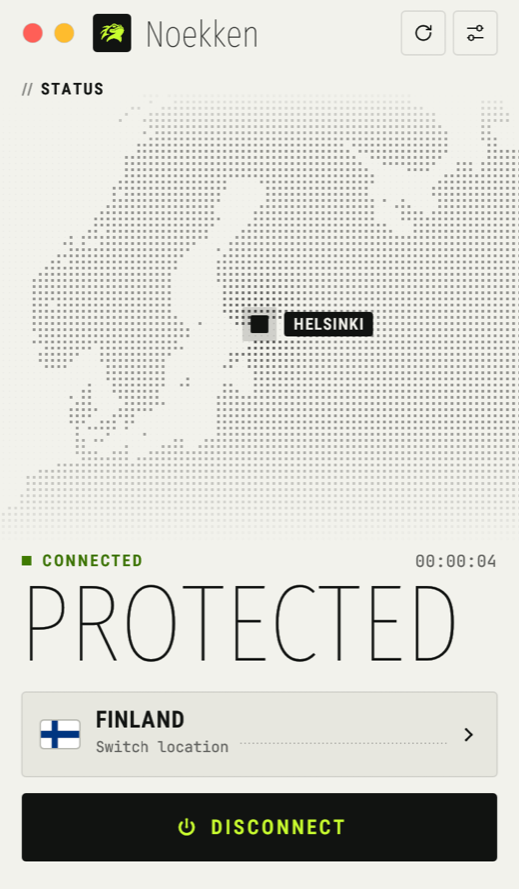 Noekken
// STATUS
HELSINKI
CONNECTED 00:00:04
PROTECTED
FINLAND
Switch location
DISCONNECT